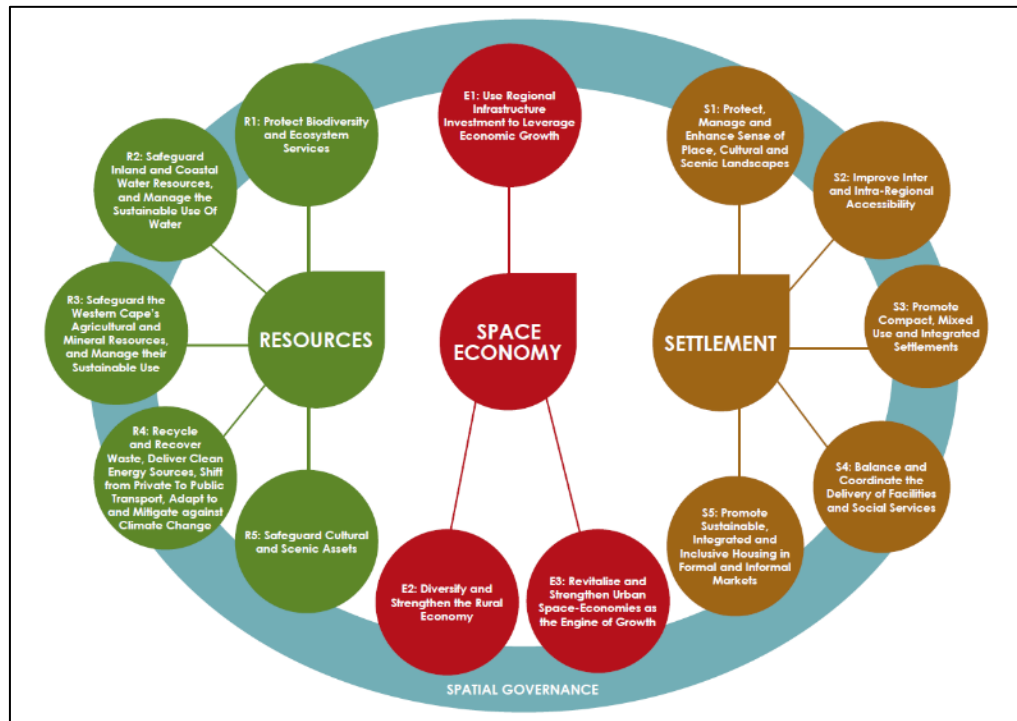 R1: Protect Biodiversity
and Ecosystem
Services
R2: Safeguard
Inland and Coastal
Water Resources,
and Manage the
Sustainable Use Of
Water
R3: Safeguard the
Western Cape's
Agricultural and
Mineral Resources,
and Manage their
Sustainable Use
R4: Recycle
and Recover
Waste, Deliver Clean
Energy Sources, Shift
from Private To Public
Transport, Adapt to
and Mitigate against
Climate Change
R5: Safeguard Cultural
and Scenic Assets
RESOURCES
E1: Use Regional
Infrastructure
Investment to Leverage
Economic Growth
SPACE
ECONOMY
E2: Diversify and
Strengthen the Rural
Economy
E3: Revitalise and
Strengthen Urban
Space-Economies as
the Engine of Growth
S1: Protect,
Manage and
Enhance Sense of
Place, Cultural and
Scenic Landscapes
S2: Improve Inter
and Intra-Regional
Accessibility
SETTLEMENT
S3: Promote
Compact, Mixed
Use and Integrated
Settlements
S4: Balance and
Coordinate the
Delivery of Facilities
and Social Services
S5: Promote
Sustainable,
Integrated and
Inclusive Housing in
Formal and Informal
Markets
SPATIAL GOVERNANCE